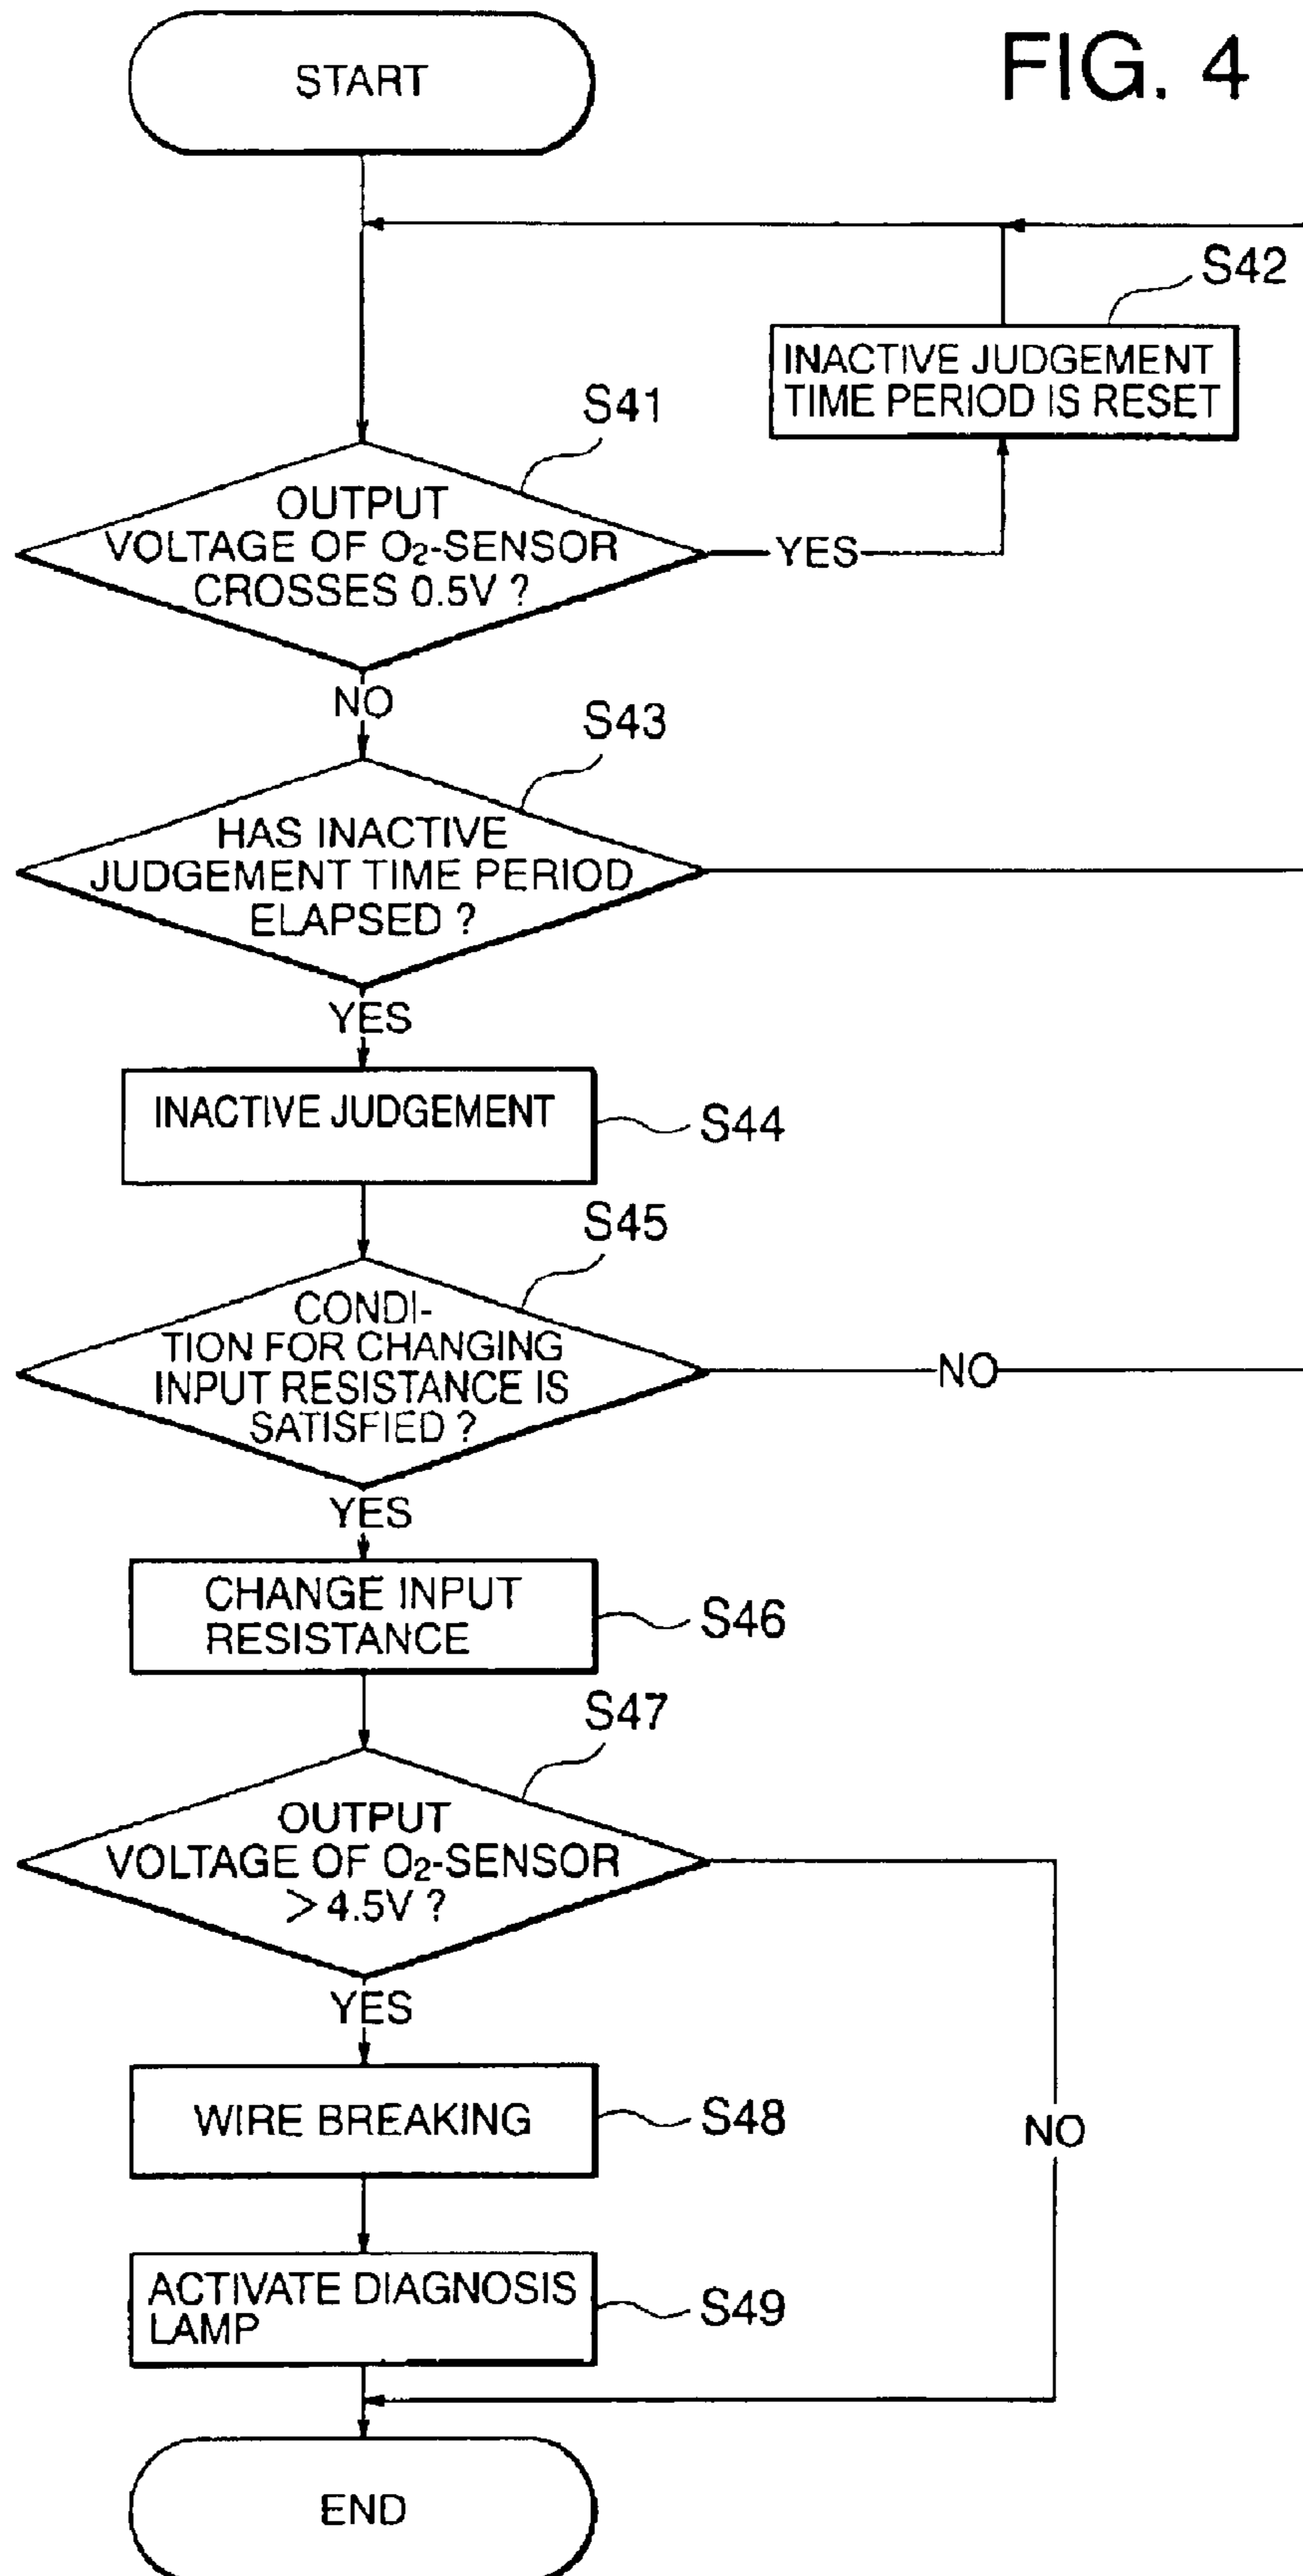 FIG. 4
START
S42
INACTIVE JUDGEMENT
TIME PERIOD IS RESET
S41
OUTPUT
VOLTAGE OF O₂-SENSOR
CROSSES 0.5V ?
YES
NO
S43
HAS INACTIVE
JUDGEMENT TIME PERIOD
ELAPSED ?
YES
INACTIVE JUDGEMENT
S44
S45
CONDI-
TION FOR CHANGING
INPUT RESISTANCE IS
SATISFIED ?
NO
YES
CHANGE INPUT
RESISTANCE
S46
S47
OUTPUT
VOLTAGE OF O₂-SENSOR
> 4.5V ?
YES
WIRE BREAKING
S48
NO
ACTIVATE DIAGNOSIS
LAMP
S49
END